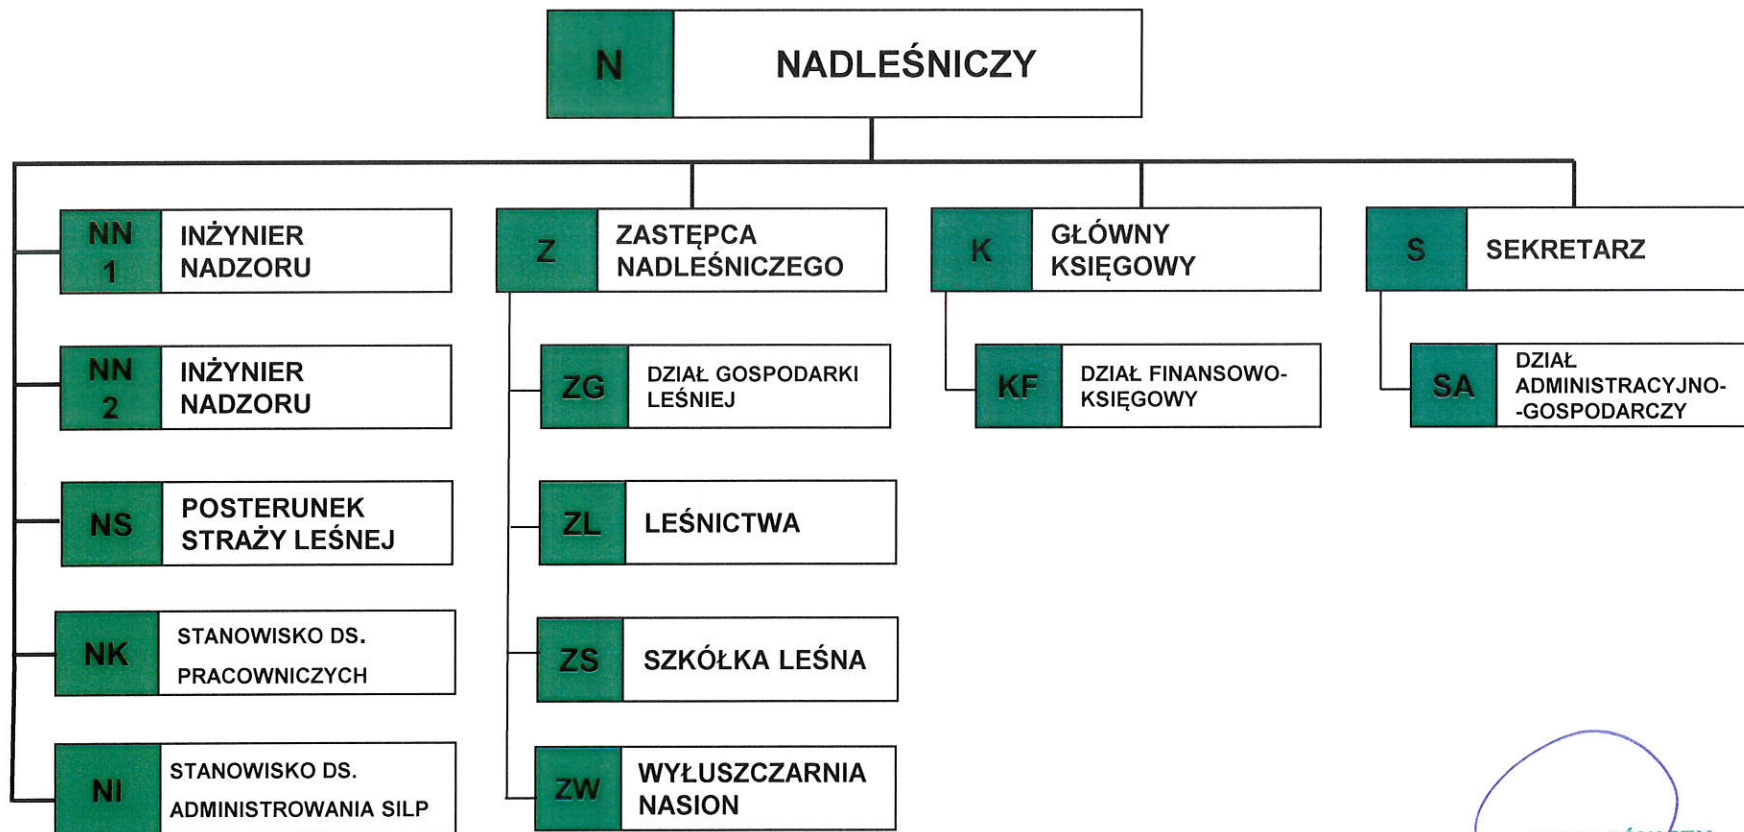 N NADLEŚNICZY
NN 1
INŻYNIER
NADZORU
Z
ZASTĘPCA
NADLEŚNICZEGO
K
GŁÓWNY
KSIĘGOWY
S SEKRETARZ
NN 2
INŻYNIER
NADZORU
ZG
DZIAŁ GOSPODARKI
LEŚNIEJ
KF
DZIAŁ FINANSOWO-
KSIĘGOWY
SA
DZIAŁ
ADMINISTRACYJNO-
-GOSPODARCZY
NS
POSTERUNEK
STRAŻY LEŚNEJ
ZL LEŚNICTWA
NK
STANOWISKO DS.
PRACOWNICZYCH
ZS SZKÓŁKA LEŚNA
NI
STANOWISKO DS.
ADMINISTROWANIA SILP
ZW
WYŁUSZCZARNIA
NASION